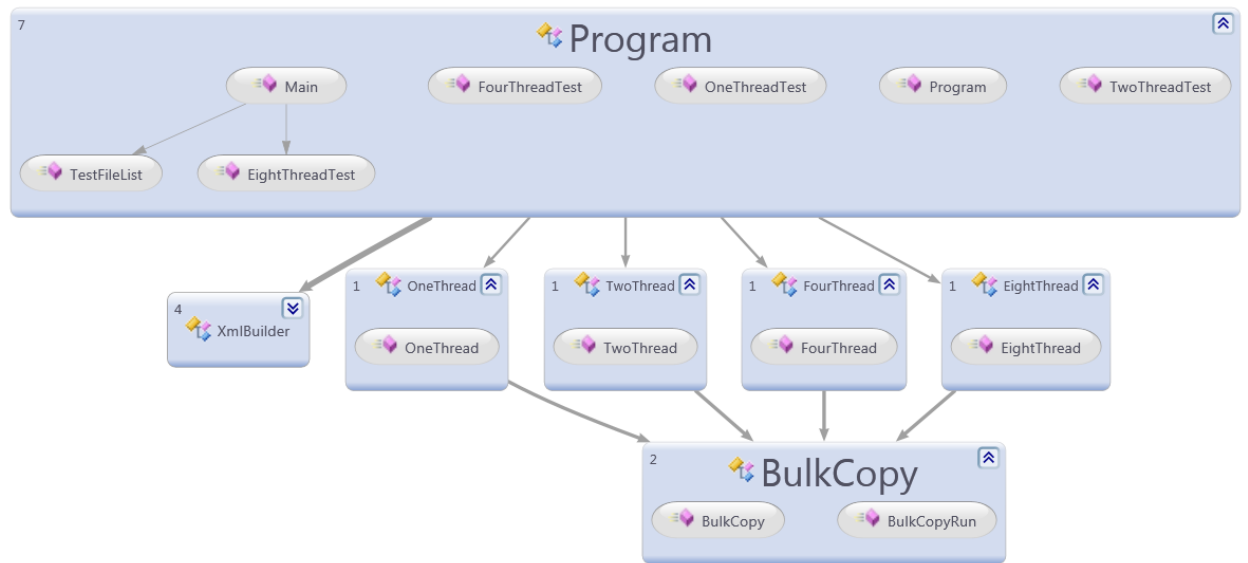 7
Program
Main
FourThreadTest
OneThreadTest
Program
TwoThreadTest
TestFileList
EightThreadTest
4
XmlBuilder
1
OneThread
OneThread
1
TwoThread
TwoThread
1
FourThread
FourThread
1
EightThread
EightThread
2
BulkCopy
BulkCopy
BulkCopyRun